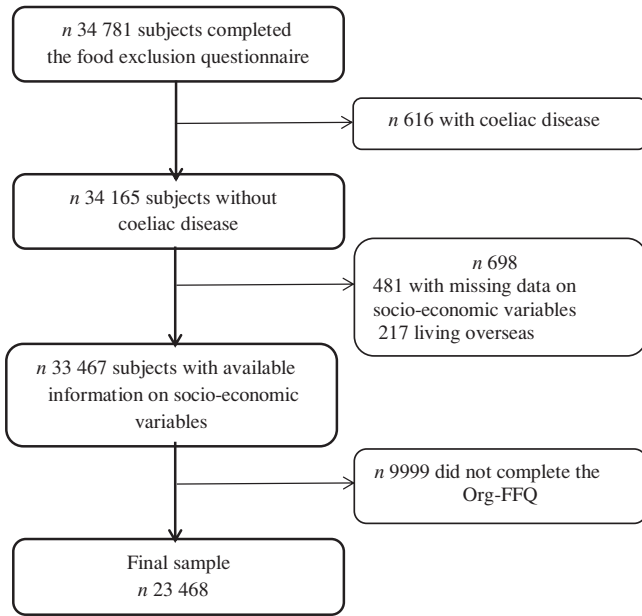 n 34 781 subjects completed
the food exclusion questionnaire
n 616 with coeliac disease
n 34 165 subjects without
coeliac disease
n 698
481 with missing data on
socio-economic variables
217 living overseas
n 33 467 subjects with available
information on socio-economic
variables
n 9999 did not complete the
Org-FFQ
Final sample
n 23 468